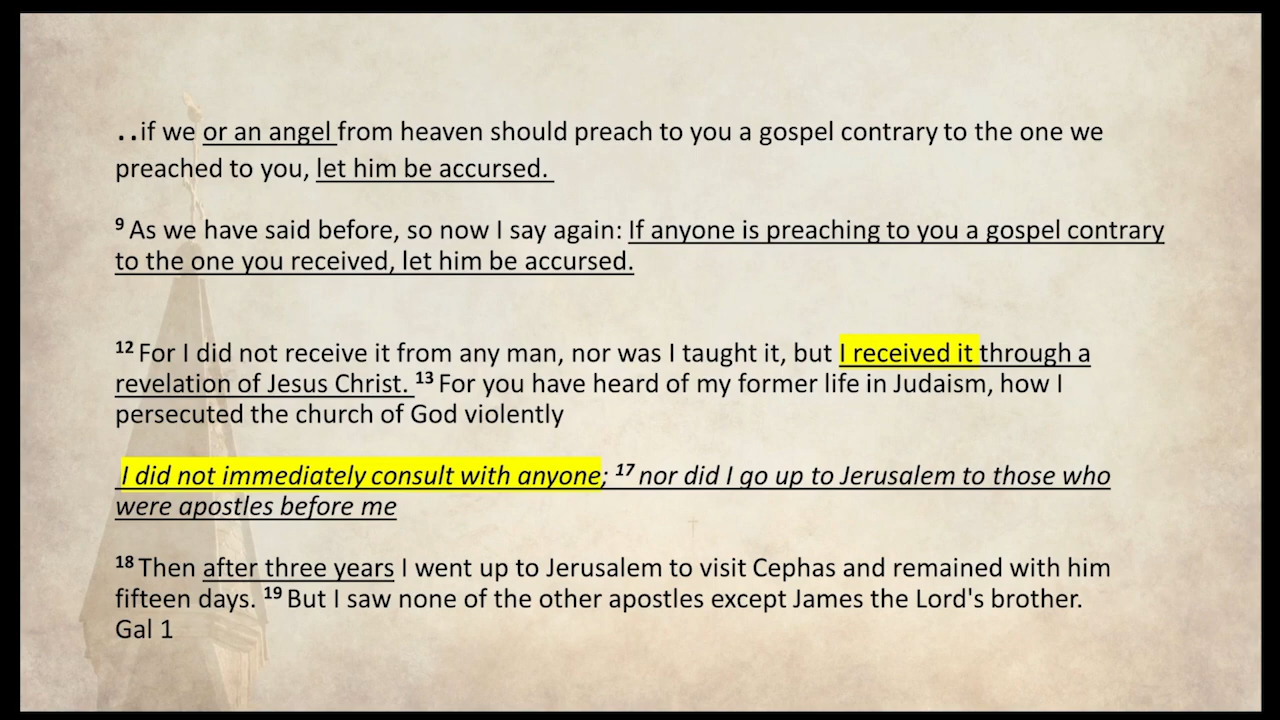 ..if we or an angel from heaven should preach to you a gospel contrary to the one we
preached to you, let him be accursed.
9 As we have said before, so now I say again: If anyone is preaching to you a gospel contrary
to the one you received, let him be accursed.
12 For I did not receive it from any man, nor was I taught it, but I received it through a
revelation of Jesus Christ. 13 For you have heard of my former life in Judaism, how I
persecuted the church of God violently
I did not immediately consult with anyone; 17 nor did I go up to Jerusalem to those who
were apostles before me
18 Then after three years I went up to Jerusalem to visit Cephas and remained with him
fifteen days. 19 But I saw none of the other apostles except James the Lord's brother.
Gal 1